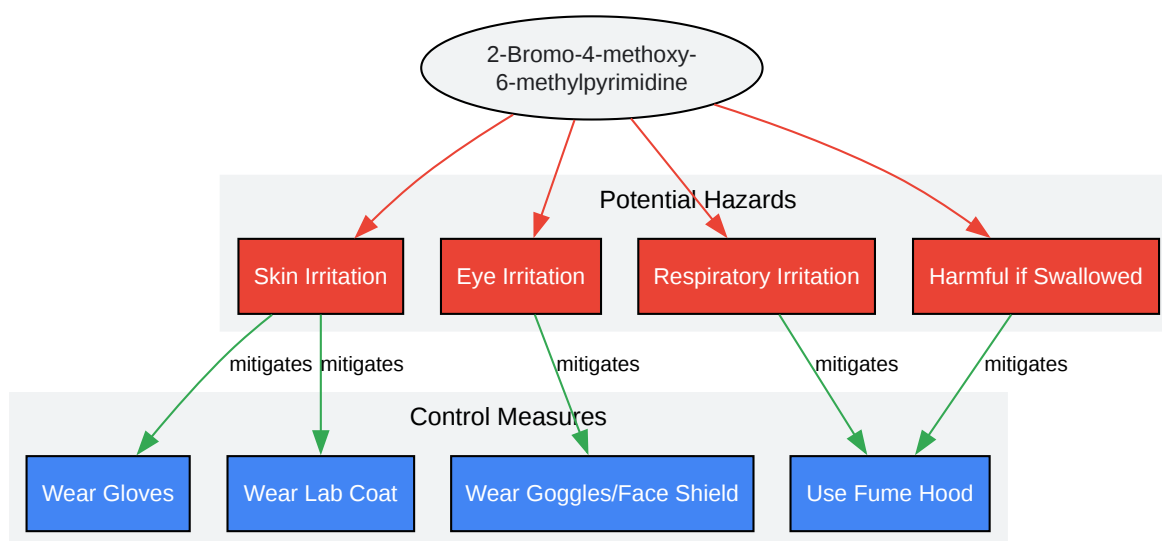 2-Bromo-4-methoxy-
6-methylpyrimidine
Potential Hazards
Skin Irritation
Eye Irritation
Respiratory Irritation
Harmful if Swallowed
mitigates
mitigates
mitigates
mitigates
mitigates
Control Measures
Wear Gloves
Wear Lab Coat
Wear Goggles/Face Shield
Use Fume Hood